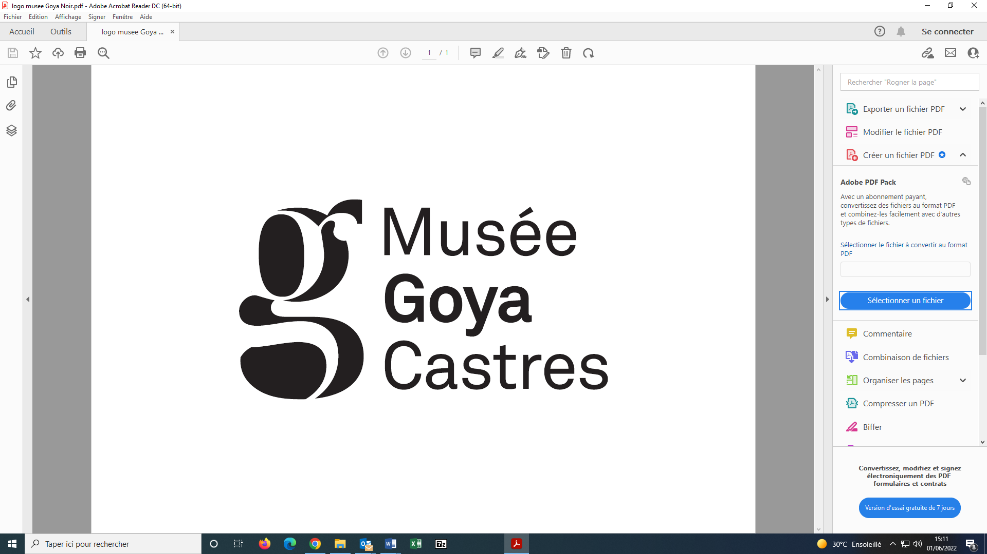 logo musee Goya Noir.pdf - Adobe Acrobat Reader DC (64-bit)
Fichier Edition Affichage Signer Fenêtre Aide
Accueil Outils logo musee Goya ... × Se connecter
1 / 1
Rechercher "Rogner la page"
Exporter un fichier PDF
Modifier le fichier PDF
Créer un fichier PDF
Adobe PDF Pack
Avec un abonnement payant,
convertissez des fichiers au format PDF
et combinez-les facilement avec d'autres
types de fichiers.
Sélectionner le fichier à convertir au format
PDF
Sélectionner un fichier
Commentaire
Combinaison de fichiers
Organiser les pages
Compresser un PDF
Biffer
Convertissez, modifiez et signez
électroniquement des PDF
formulaires et contrats
Version d'essai gratuite de 7 jours
g
Musée
Goya
Castres
Taper ici pour rechercher
30°C Ensoleillé
15:11
01/06/2022